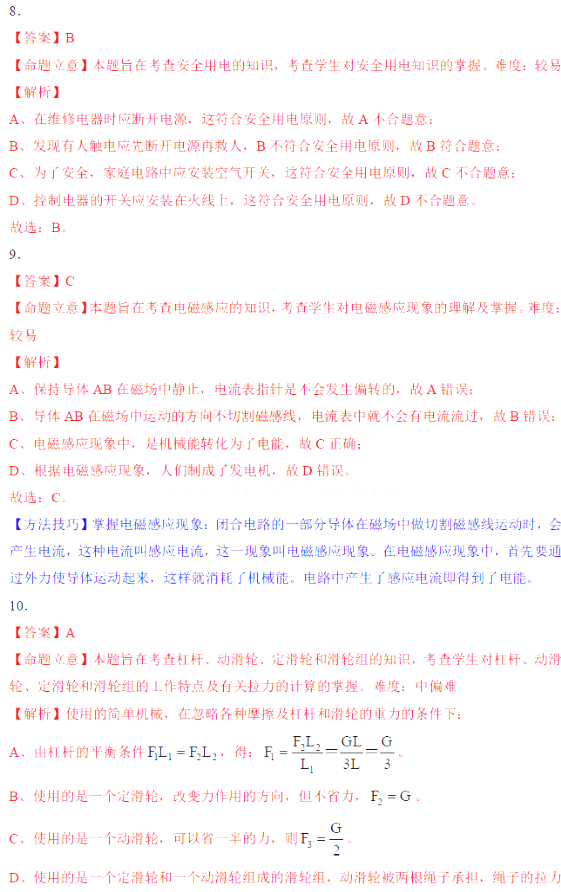 8．
【答案】B
【命题立意】本题旨在考查安全用电的知识，考查学生对安全用电知识的掌握。难度：较易
【解析】
A、在维修电器时应断开电源，这符合安全用电原则，故 A 不合题意；
B、发现有人触电应先断开电源再救人，B 不符合安全用电原则，故 B 符合题意；
C、为了安全，家庭电路中应安装空气开关，这符合安全用电原则，故 C 不合题意；
D、控制电器的开关应安装在火线上，这符合安全用电原则，故 D 不合题意。
故选：B。
9．
【答案】C
【命题立意】本题旨在考查电磁感应的知识，考查学生对电磁感应现象的理解及掌握。难度：
较易
【解析】
A、保持导体 AB 在磁场中静止，电流表指针是不会发生偏转的，故 A 错误；
B、导体 AB 在磁场中运动的方向不切割磁感线，电流表中就不会有电流流过，故 B 错误；
C、电磁感应现象中，是机械能转化为了电能，故 C 正确；
D、根据电磁感应现象，人们制成了发电机，故 D 错误。
故选：C。
【方法技巧】掌握电磁感应现象：闭合电路的一部分导体在磁场中做切割磁感线运动时，会
产生电流，这种电流叫感应电流，这一现象叫电磁感应现象。在电磁感应现象中，首先要通
过外力使导体运动起来，这样就消耗了机械能。电路中产生了感应电流即得到了电能。
10．
【答案】A
【命题立意】本题旨在考查杠杆、动滑轮、定滑轮和滑轮组的知识，考查学生对杠杆、动滑
轮、定滑轮和滑轮组的工作特点及有关拉力的计算的掌握。难度：中偏难
【解析】使用的简单机械，在忽略各种摩擦及杠杆和滑轮的重力的条件下：
A、由杠杆的平衡条件 F₁L₁ = F₂L₂，得：F₁ = F₂L₂/L₁ = GL/3L = G/3。
B、使用的是一个定滑轮，改变力作用的方向，但不省力，F₂ = G。
C、使用的是一个动滑轮，可以省一半的力，则 F₃ = G/2。
D、使用的是一个定滑轮和一个动滑轮组成的滑轮组，动滑轮被两根绳子承担，绳子的拉力